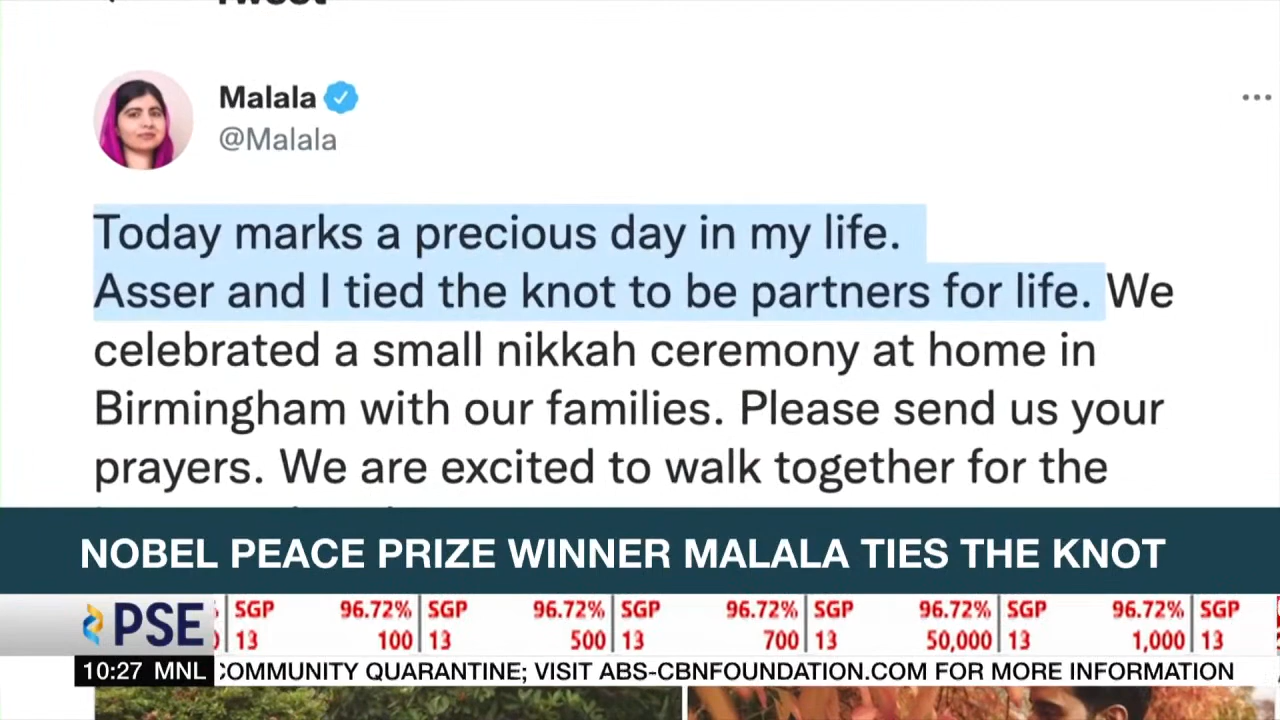 Tweet
Malala
@Malala
Today marks a precious day in my life.
Asser and I tied the knot to be partners for life. We
celebrated a small nikkah ceremony at home in
Birmingham with our families. Please send us your
prayers. We are excited to walk together for the
NOBEL PEACE PRIZE WINNER MALALA TIES THE KNOT
PSE
SGP 96.72% SGP 96.72% SGP 96.72% SGP 96.72% SGP 96.72% SGP
13 100 13 500 13 700 13 50,000 13 1,000 13
10:27 MNL COMMUNITY QUARANTINE; VISIT ABS-CBNFOUNDATION.COM FOR MORE INFORMATION